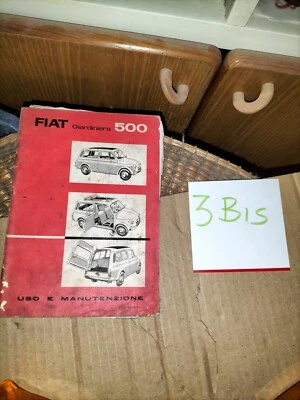 FIAT Giardiniera 500
USO E MANUTENZIONE
3 Bis